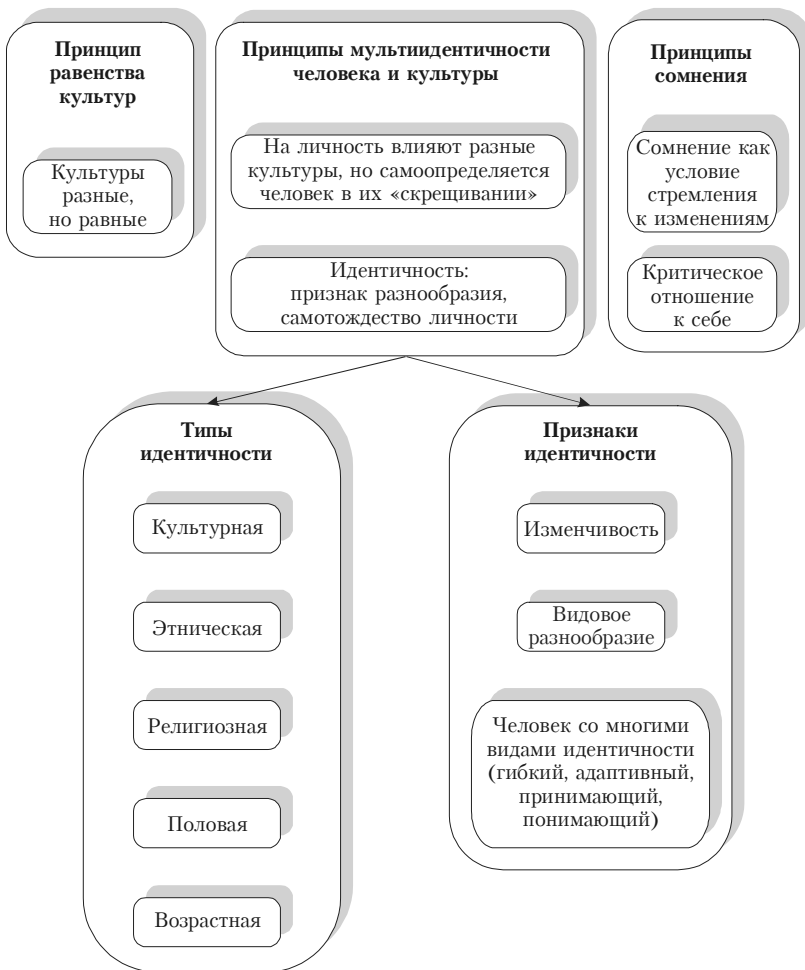 Принцип
равенства
культур
Культуры
разные,
но равные
Принципы мультиидентичности
человека и культуры
На личность влияют разные
культуры, но самоопределяется
человек в их «скрещивании»
Идентичность:
признак разнообразия,
самотождество личности
Принципы
сомнения
Сомнение как
условие
стремления
к изменениям
Критическое
отношение
к себе
Типы
идентичности
Культурная
Этническая
Религиозная
Половая
Возрастная
Признаки
идентичности
Изменчивость
Видовое
разнообразие
Человек со многими
видами идентичности
(гибкий, адаптивный,
принимающий,
понимающий)